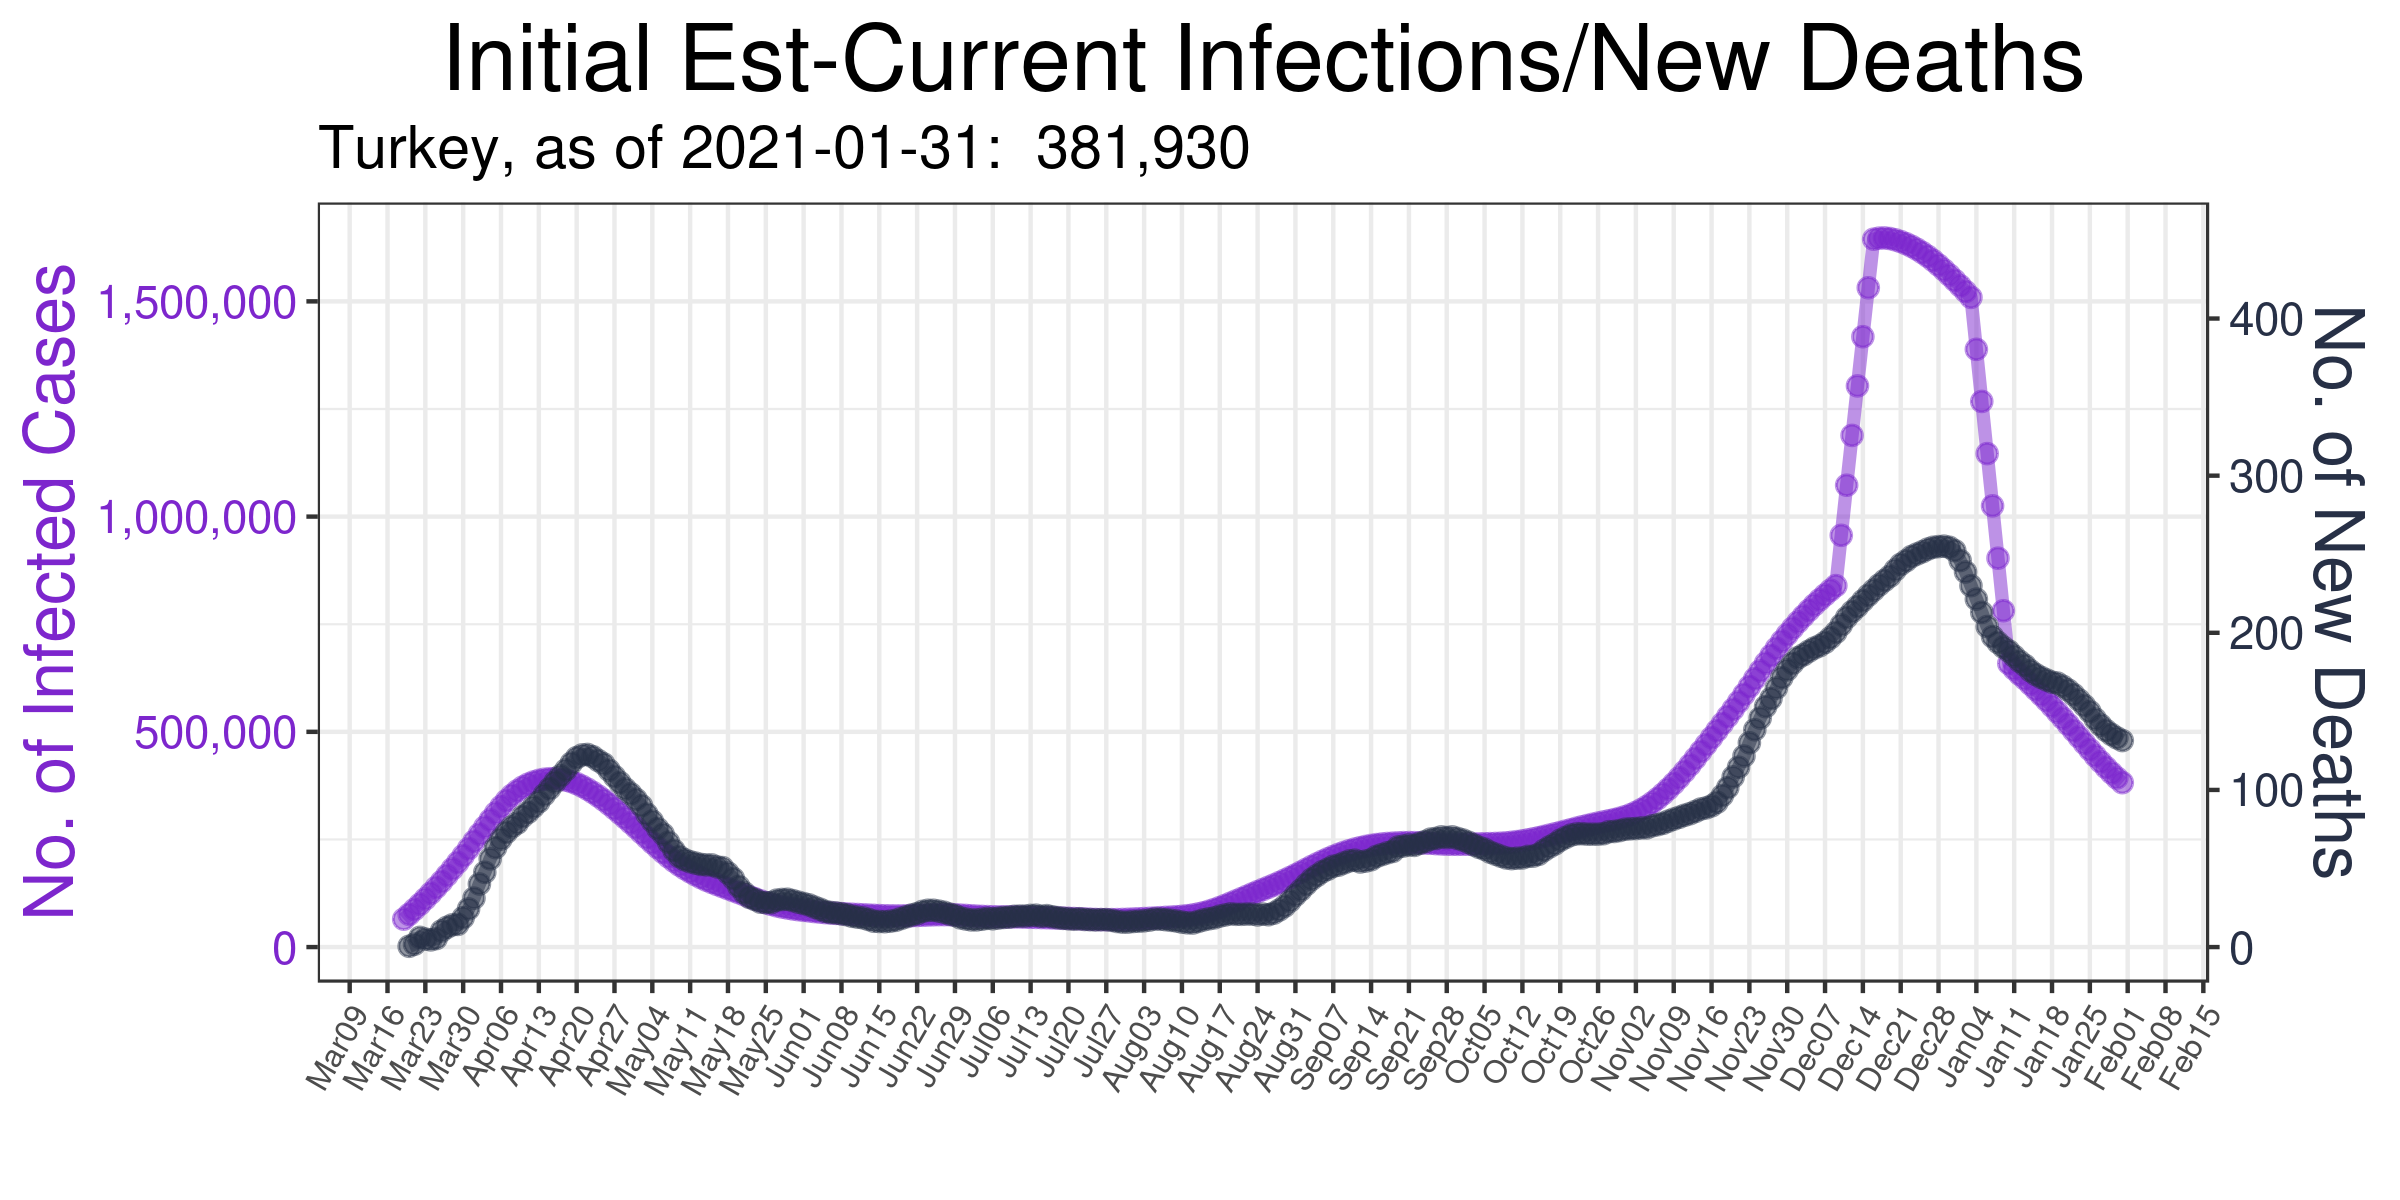 Initial Est-Current Infections/New Deaths
Turkey, as of 2021-01-31:  381,930
No. of Infected Cases
1,500,000
1,000,000
500,000
0
400
300
200
100
0
No. of New Deaths
Mar09
Mar16
Mar23
Mar30
Apr06
Apr13
Apr20
Apr27
May04
May11
May18
May25
Jun01
Jun08
Jun15
Jun22
Jun29
Jul06
Jul13
Jul20
Jul27
Aug03
Aug10
Aug17
Aug24
Aug31
Sep07
Sep14
Sep21
Sep28
Oct05
Oct12
Oct19
Oct26
Nov02
Nov09
Nov16
Nov23
Nov30
Dec07
Dec14
Dec21
Dec28
Jan04
Jan11
Jan18
Jan25
Feb01
Feb08
Feb15